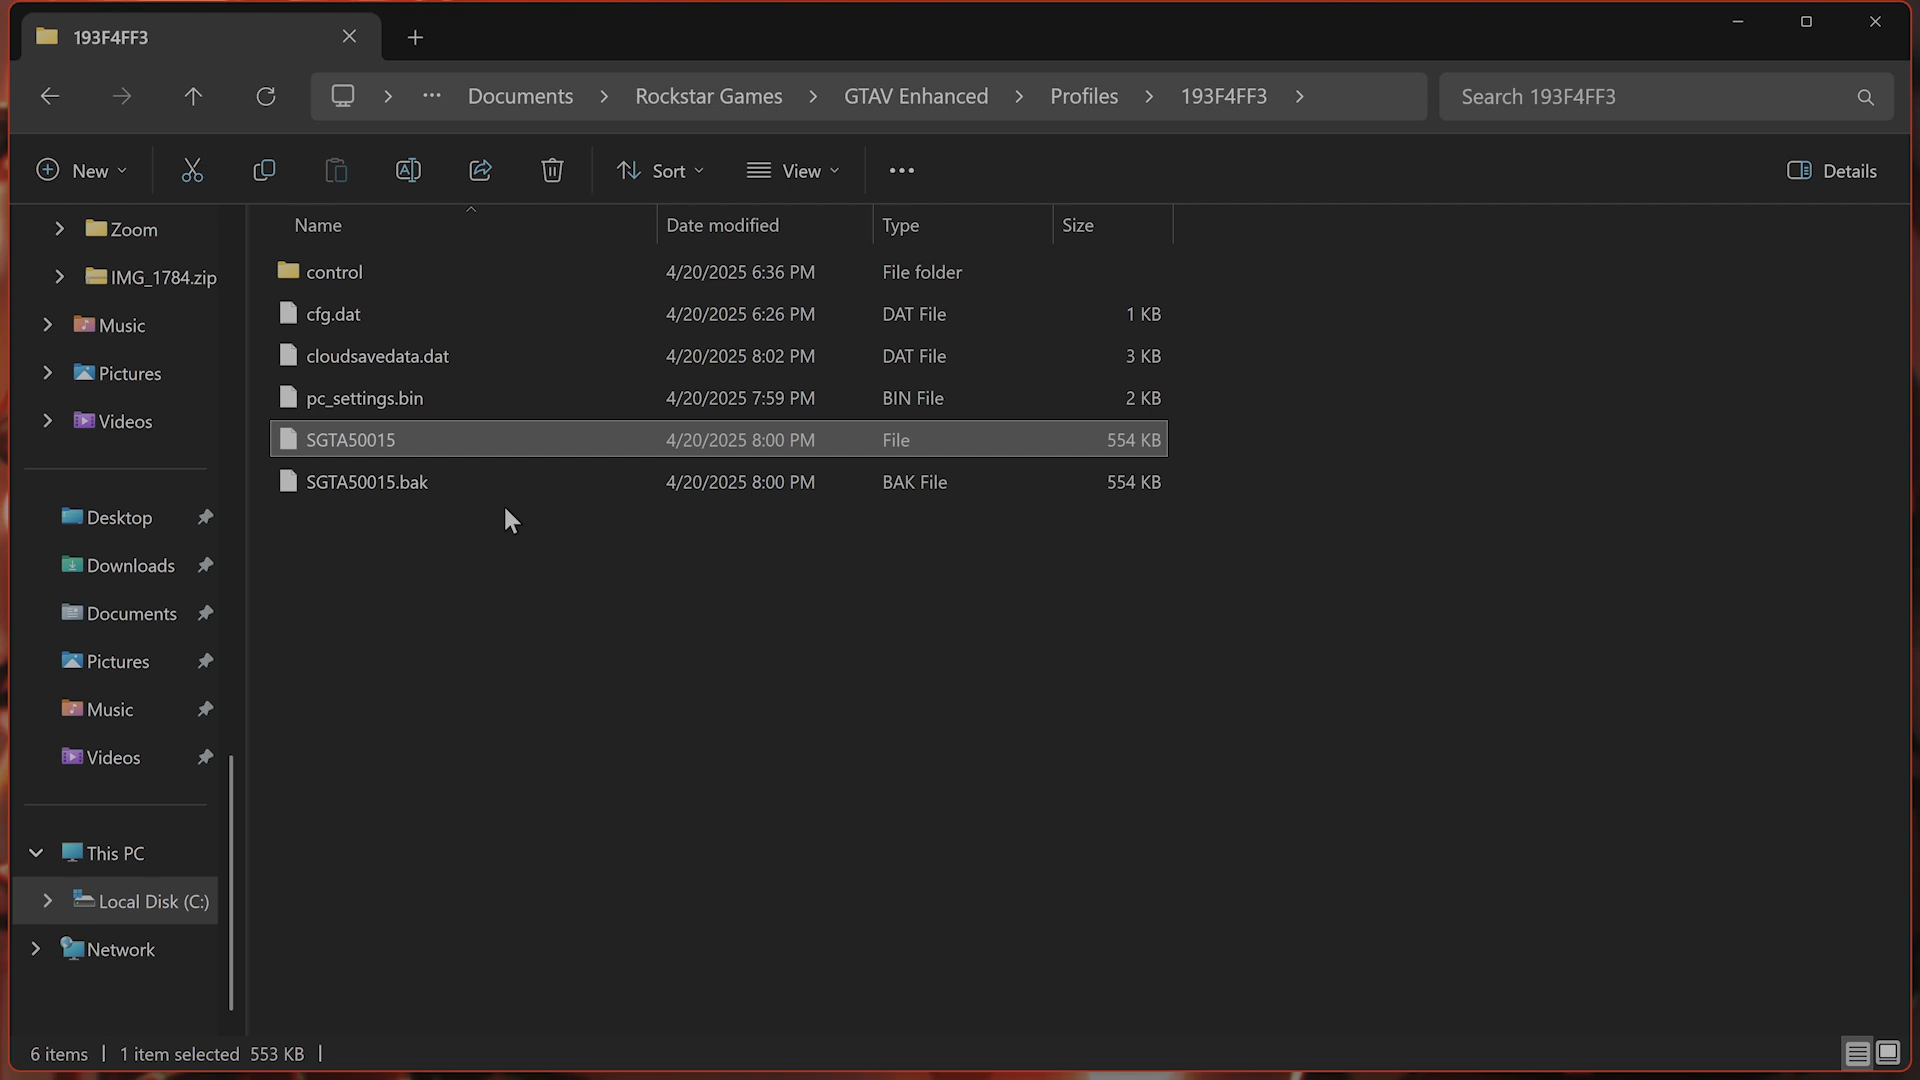 193F4FF3
Documents > Rockstar Games > GTAV Enhanced > Profiles > 193F4FF3 >
Search 193F4FF3
New
Sort
View
Details
Name Date modified Type Size
control 4/20/2025 6:36 PM File folder
cfg.dat 4/20/2025 6:26 PM DAT File 1 KB
cloudsavedata.dat 4/20/2025 8:02 PM DAT File 3 KB
pc_settings.bin 4/20/2025 7:59 PM BIN File 2 KB
SGTA50015 4/20/2025 8:00 PM File 554 KB
SGTA50015.bak 4/20/2025 8:00 PM BAK File 554 KB
Zoom
IMG_1784.zip
Music
Pictures
Videos
Desktop
Downloads
Documents
Pictures
Music
Videos
This PC
Local Disk (C:)
Network
6 items | 1 item selected 553 KB |